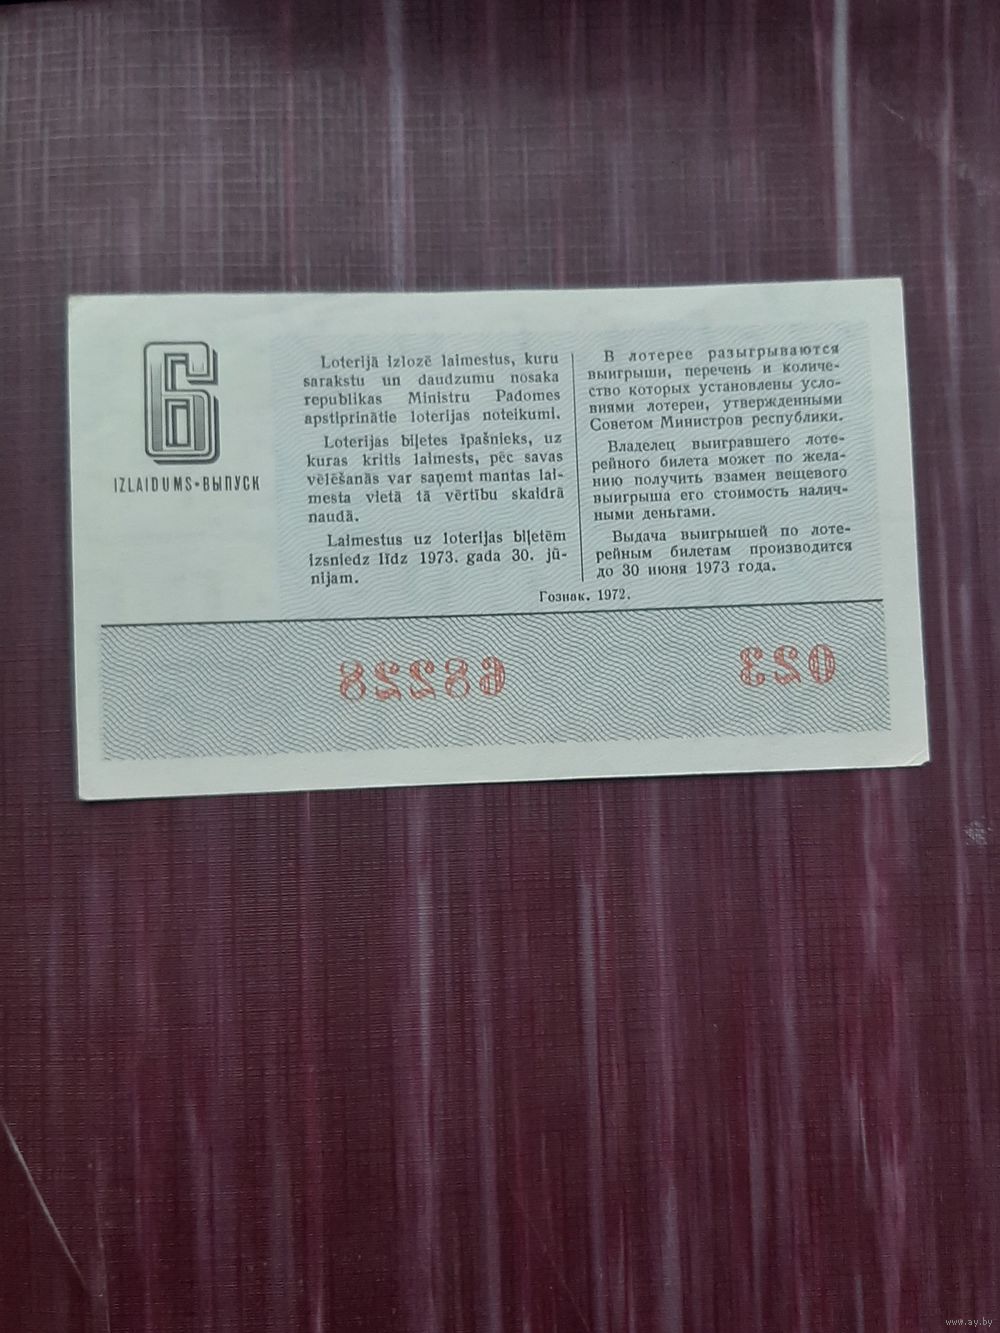 6
IZLAIDUMS-ВЫПУСК
Loterijā izlozē laimestus, kuru
sarakstu un daudzumu nosaka
republikas Ministru Padomes
apstiprinātie loterijas noteikumi.
Loterijas biļetes īpašnieks, uz
kuras kritis laimests, pēc savas
vēlēšanās var saņemt mantas lai-
mesta vietā tā vērtību skaidrā
naudā.
Laimestus uz loterijas biļetēm
izsniedz līdz 1973. gada 30. jū-
nijam.
В лотерее разыгрываются
выигрыши, перечень и количе-
ство которых установлены усло-
виями лотереи, утвержденными
Советом Министров республики.
Владелец выигравшего лоте-
рейного билета может по жела-
нию получить взамен вещевого
выигрыша его стоимость налич-
ными деньгами.
Выдача выигрышей по лоте-
рейным билетам производится
до 30 июня 1973 года.
Гознак. 1972.
68228
023
www.ay.by